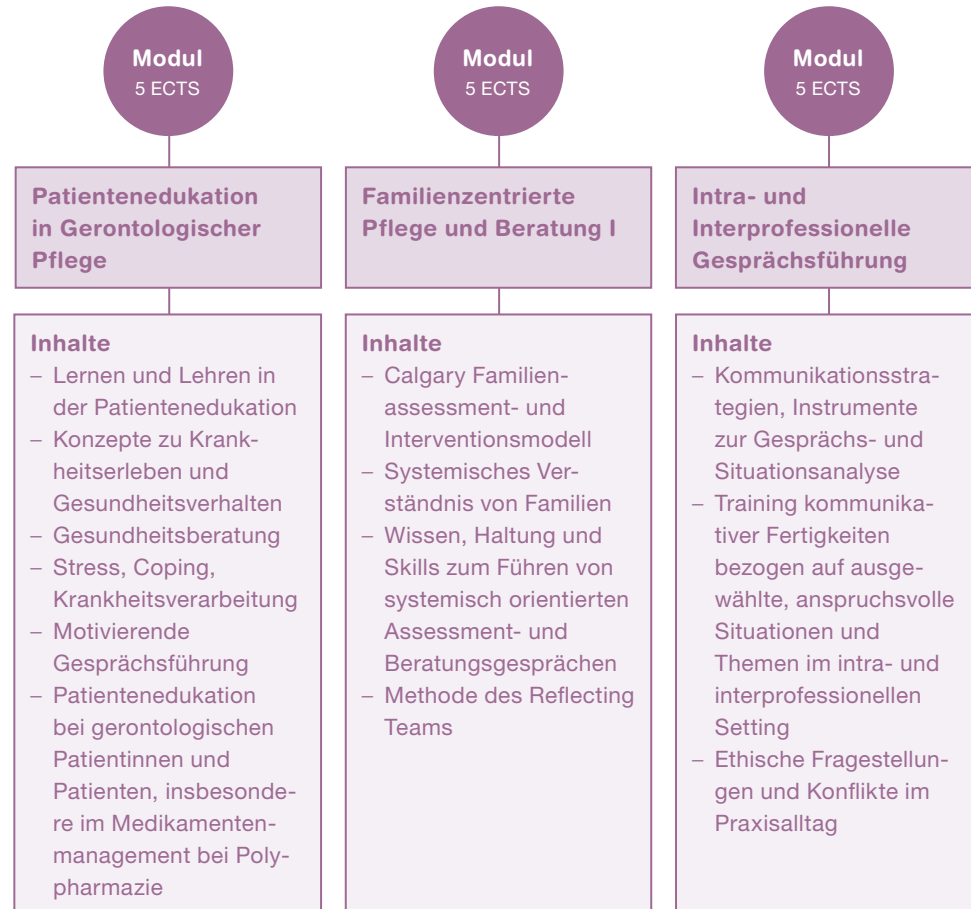 Modul
5 ECTS
Patientenedukation
in Gerontologischer
Pflege
Inhalte
– Lernen und Lehren in
der Patientenedukation
– Konzepte zu Krank-
heitserleben und
Gesundheitsverhalten
– Gesundheitsberatung
– Stress, Coping,
Krankheitsverarbeitung
– Motivierende
Gesprächsführung
– Patientenedukation
bei gerontologischen
Patientinnen und
Patienten, insbesonde-
re im Medikamenten-
management bei Poly-
pharmazie
Modul
5 ECTS
Familienzentrierte
Pflege und Beratung I
Inhalte
– Calgary Familien-
assessment- und
Interventionsmodell
– Systemisches Ver-
ständnis von Familien
– Wissen, Haltung und
Skills zum Führen von
systemisch orientierten
Assessment- und
Beratungsgesprächen
– Methode des Reflecting
Teams
Modul
5 ECTS
Intra- und
Interprofessionelle
Gesprächsführung
Inhalte
– Kommunikationsstra-
tegien, Instrumente
zur Gesprächs- und
Situationsanalyse
– Training kommunika-
tiver Fertigkeiten
bezogen auf ausge-
wählte, anspruchsvolle
Situationen und
Themen im intra- und
interprofessionellen
Setting
– Ethische Fragestellun-
gen und Konflikte im
Praxisalltag